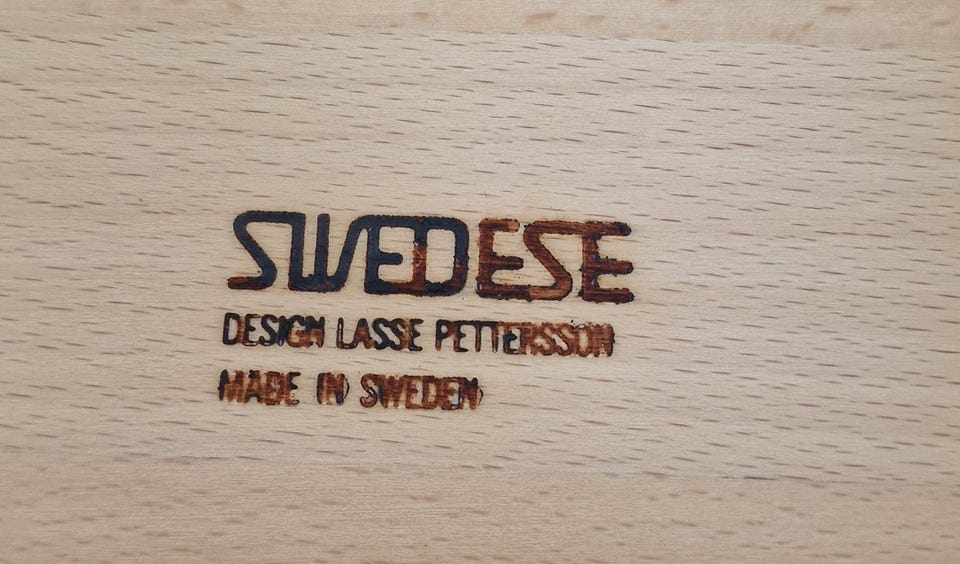 SWEDESE
DESIGN LASSE PETTERSSON
MADE IN SWEDEN